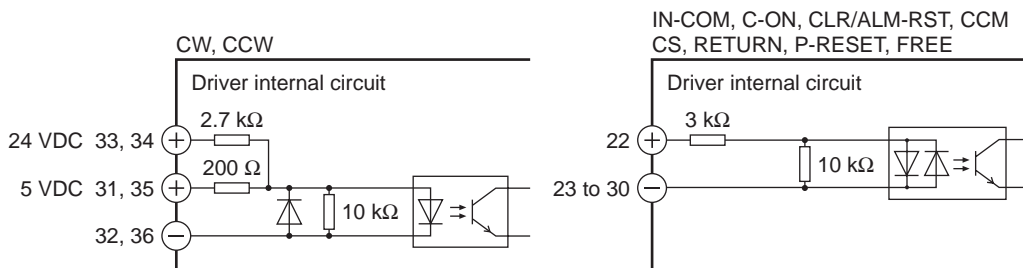 CW, CCW
Driver internal circuit
24 VDC 33, 34
2.7 kΩ
5 VDC 31, 35
200 Ω
10 kΩ
32, 36
IN-COM, C-ON, CLR/ALM-RST, CCM
CS, RETURN, P-RESET, FREE
Driver internal circuit
22
3 kΩ
10 kΩ
23 to 30